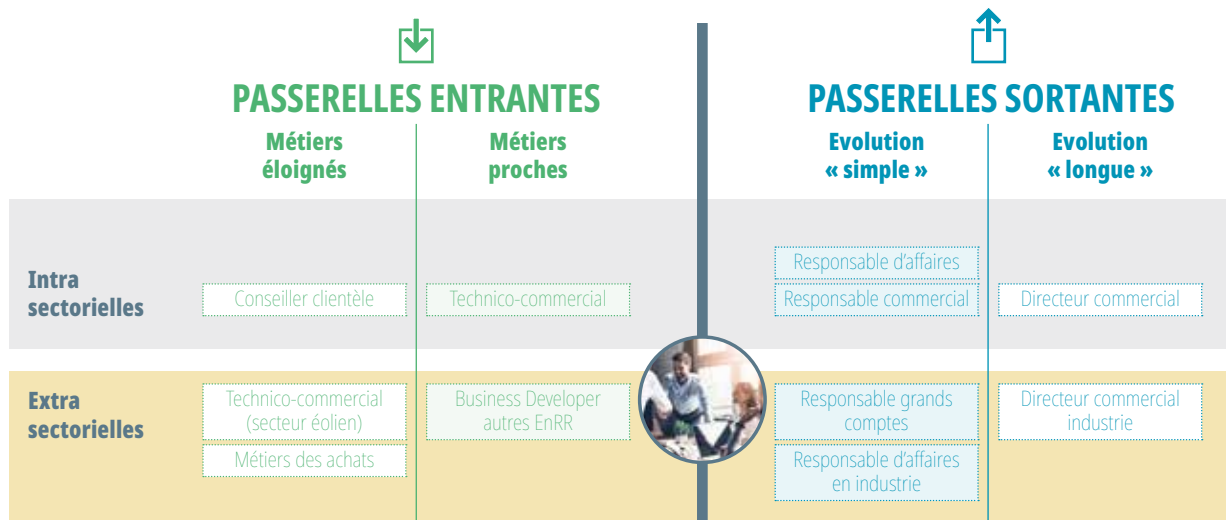 PASSERELLES ENTRANTES
Métiers
éloignés
Métiers
proches
PASSERELLES SORTANTES
Evolution
« simple »
Evolution
« longue »
Intra
sectorielles
Conseiller clientèle
Technico-commercial
Responsable d’affaires
Responsable commercial
Directeur commercial
Extra
sectorielles
Technico-commercial
(secteur éolien)
Métiers des achats
Business Developer
autres EnRR
Responsable grands
comptes
Responsable d’affaires
en industrie
Directeur commercial
industrie